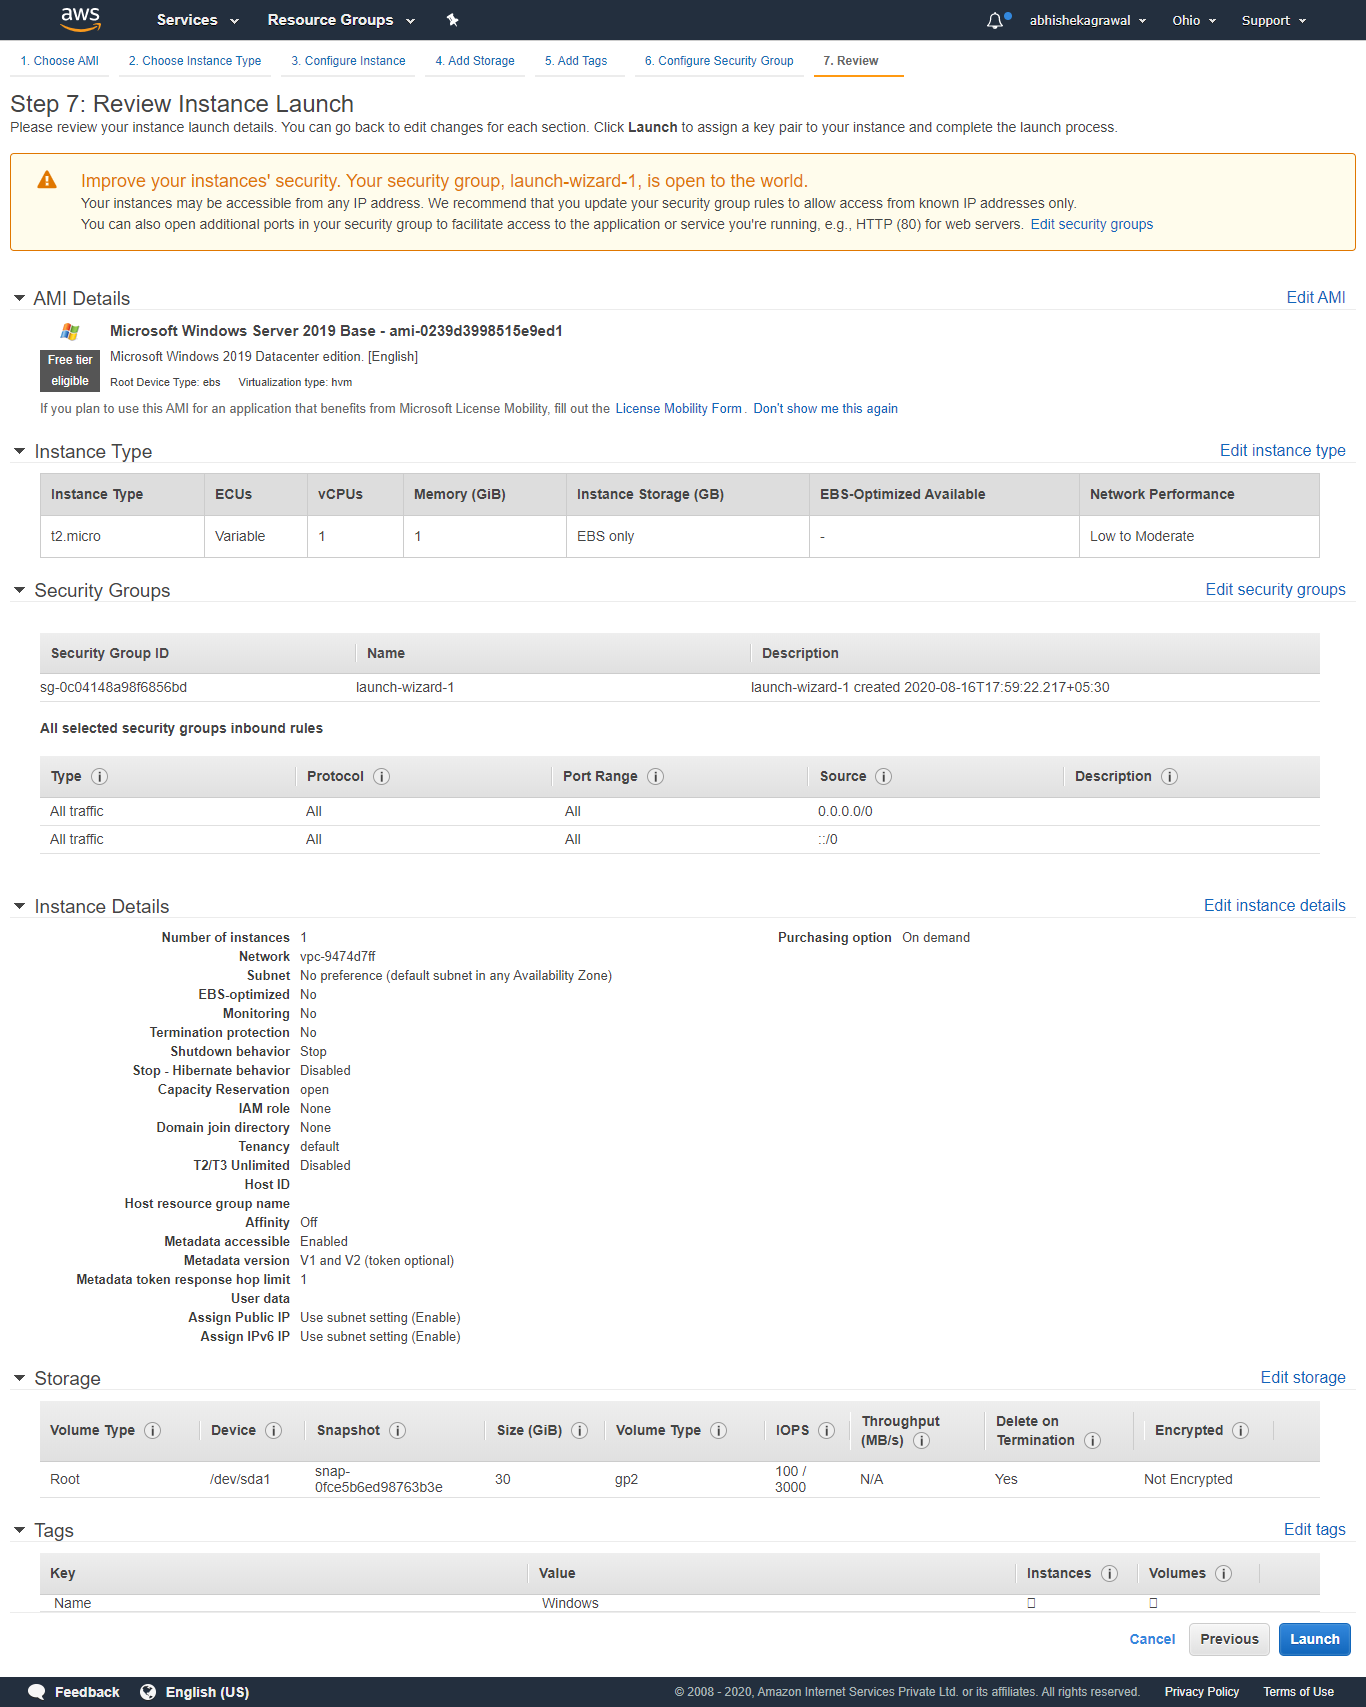 aws Services Resource Groups abhishekagrawal Ohio Support
1. Choose AMI 2. Choose Instance Type 3. Configure Instance 4. Add Storage 5. Add Tags 6. Configure Security Group 7. Review
Step 7: Review Instance Launch
Please review your instance launch details. You can go back to edit changes for each section. Click Launch to assign a key pair to your instance and complete the launch process.
Improve your instances' security. Your security group, launch-wizard-1, is open to the world.
Your instances may be accessible from any IP address. We recommend that you update your security group rules to allow access from known IP addresses only.
You can also open additional ports in your security group to facilitate access to the application or service you're running, e.g., HTTP (80) for web servers. Edit security groups
AMI Details Edit AMI
Microsoft Windows Server 2019 Base - ami-0239d3998515e9ed1
Free tier eligible
Microsoft Windows 2019 Datacenter edition. [English]
Root Device Type: ebs Virtualization type: hvm
If you plan to use this AMI for an application that benefits from Microsoft License Mobility, fill out the License Mobility Form . Don't show me this again
Instance Type Edit instance type
Instance Type ECUs vCPUs Memory (GiB) Instance Storage (GB) EBS-Optimized Available Network Performance
t2.micro Variable 1 1 EBS only - Low to Moderate
Security Groups Edit security groups
Security Group ID Name Description
sg-0c04148a98f6856bd launch-wizard-1 launch-wizard-1 created 2020-08-16T17:59:22.217+05:30
All selected security groups inbound rules
Type Protocol Port Range Source Description
All traffic All All 0.0.0.0/0
All traffic All All ::/0
Instance Details Edit instance details
Number of instances 1 Purchasing option On demand
Network vpc-9474d7ff
Subnet No preference (default subnet in any Availability Zone)
EBS-optimized No
Monitoring No
Termination protection No
Shutdown behavior Stop
Stop - Hibernate behavior Disabled
Capacity Reservation open
IAM role None
Domain join directory None
Tenancy default
T2/T3 Unlimited Disabled
Host ID
Host resource group name
Affinity Off
Metadata accessible Enabled
Metadata version V1 and V2 (token optional)
Metadata token response hop limit 1
User data
Assign Public IP Use subnet setting (Enable)
Assign IPv6 IP Use subnet setting (Enable)
Storage Edit storage
Volume Type Device Snapshot Size (GiB) Volume Type IOPS Throughput (MB/s) Delete on Termination Encrypted
Root /dev/sda1 snap-0fce5b6ed98763b3e 30 gp2 100 / 3000 N/A Yes Not Encrypted
Tags Edit tags
Key Value Instances Volumes
Name Windows
Cancel Previous Launch
Feedback English (US) © 2008 - 2020, Amazon Internet Services Private Ltd. or its affiliates. All rights reserved. Privacy Policy Terms of Use